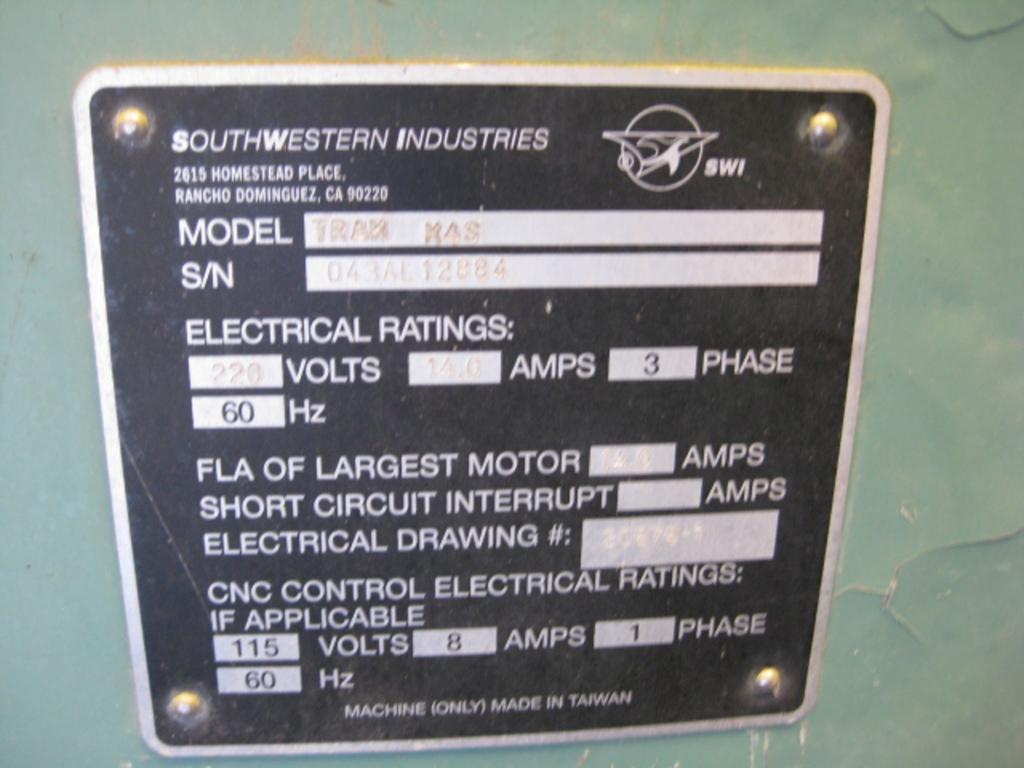 SOUTHWESTERN INDUSTRIES
® SWI
2615 HOMESTEAD PLACE,
RANCHO DOMINGUEZ, CA 90220
MODEL TRAK K4S
S/N 043AL12884
ELECTRICAL RATINGS:
220 VOLTS 14.0 AMPS 3 PHASE
60 Hz
FLA OF LARGEST MOTOR AMPS
SHORT CIRCUIT INTERRUPT AMPS
ELECTRICAL DRAWING #:
CNC CONTROL ELECTRICAL RATINGS:
IF APPLICABLE
115 VOLTS 8 AMPS 1 PHASE
60 Hz
MACHINE (ONLY) MADE IN TAIWAN